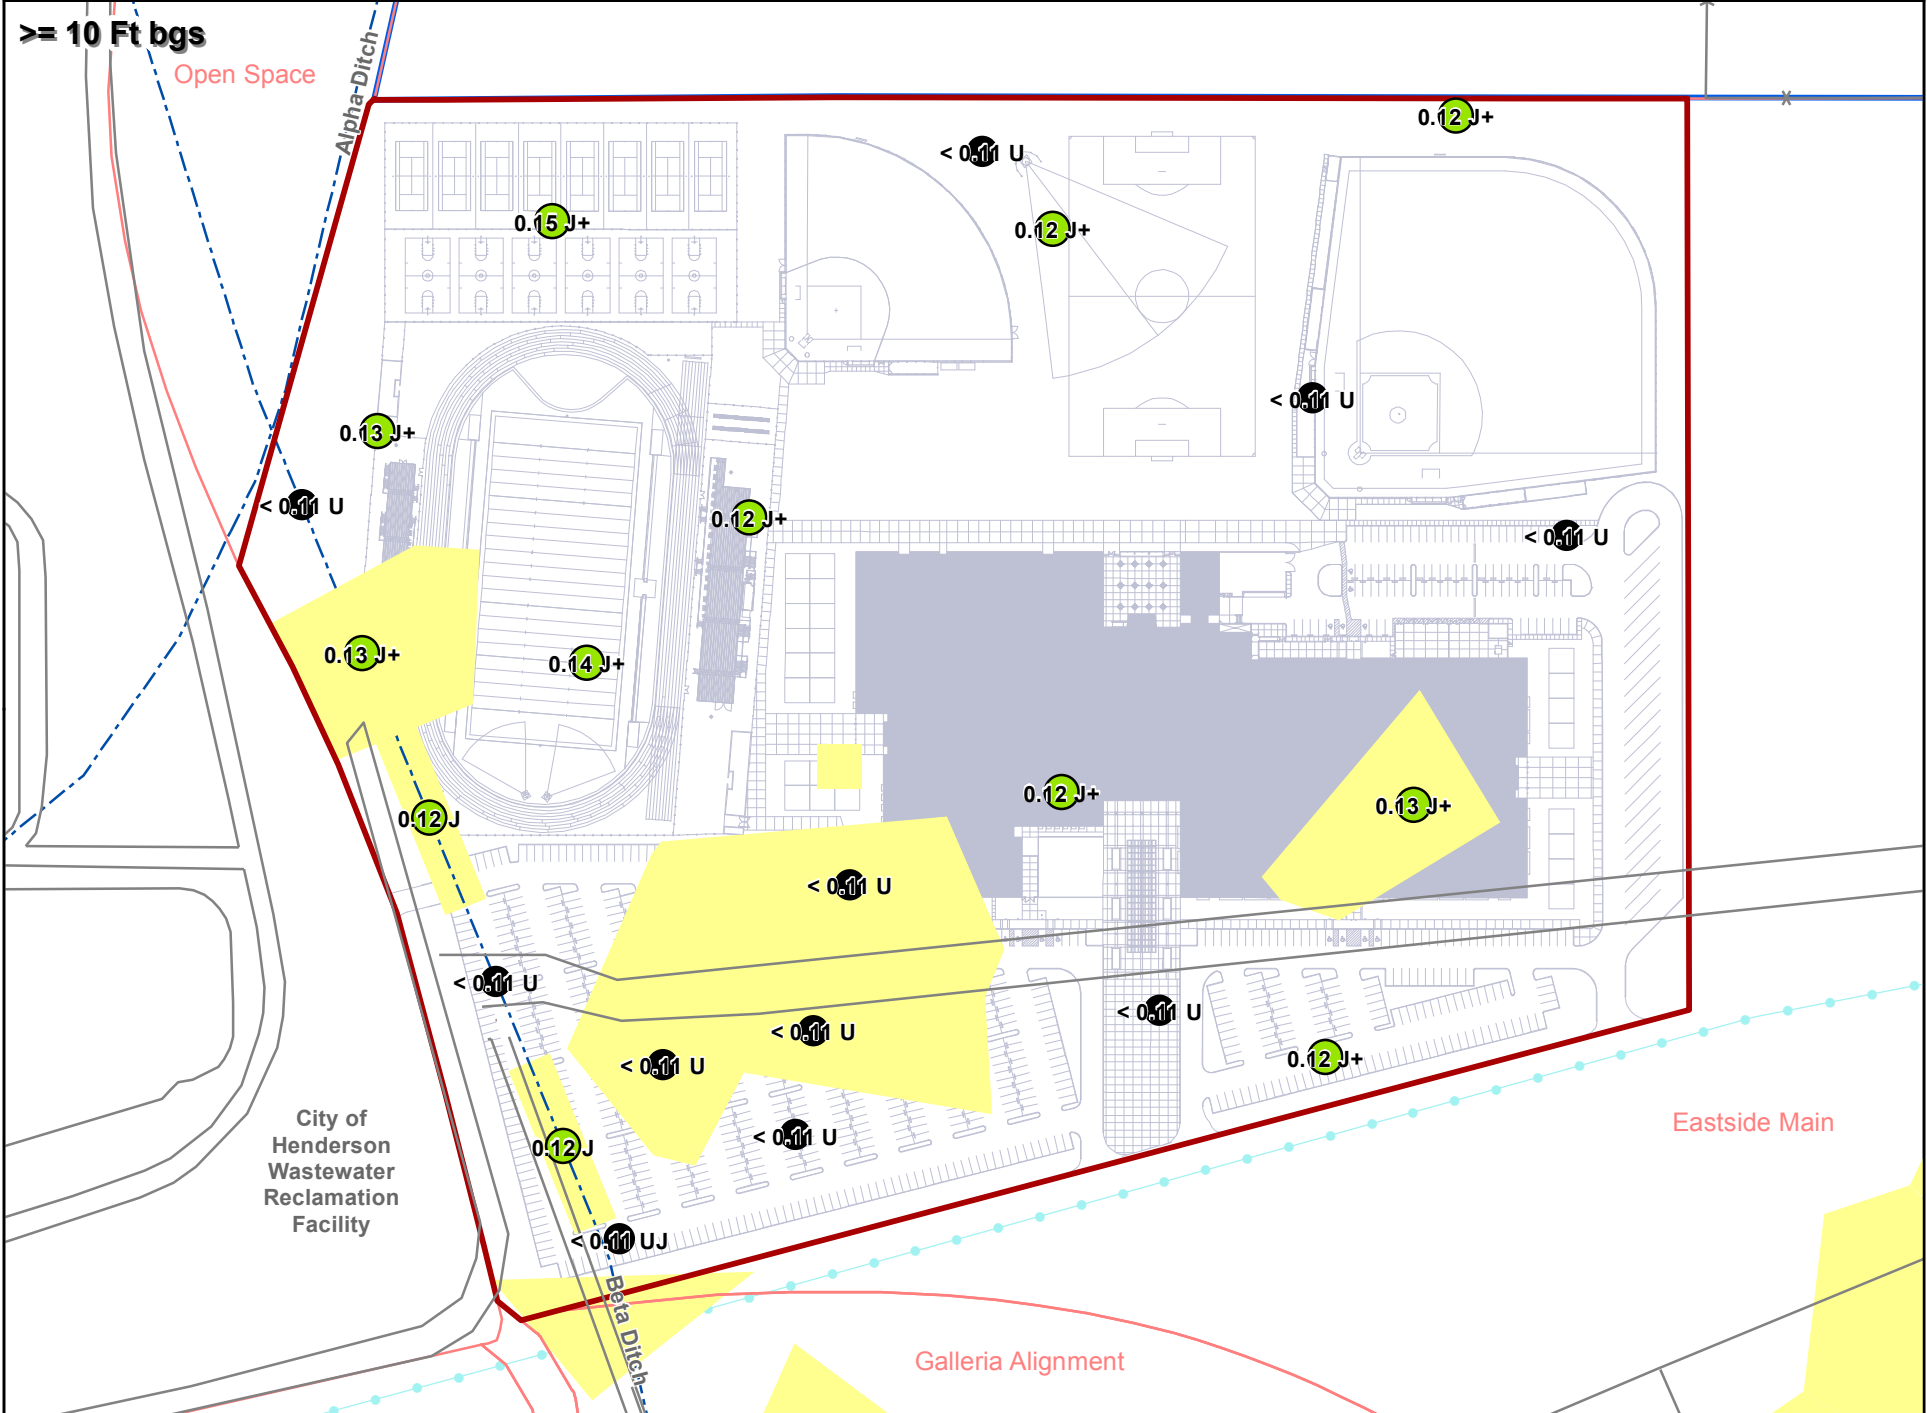 >= 10 Ft bgs
Open Space
Alpha Ditch
0.12 J+
< 0.11 U
0.15 J+
0.12 J+
< 0.11 U
0.13 J+
< 0.11 U
0.12 J+
< 0.11 U
0.13 J+
0.14 J+
0.12 J+
0.13 J+
0.12 J
< 0.11 U
< 0.11 U
< 0.11 U
< 0.11 U
0.12 J+
< 0.11 U
< 0.11 U
0.12 J
< 0.11 UJ
City of
Henderson
Wastewater
Reclamation
Facility
Eastside Main
Beta Ditch
Galleria Alignment